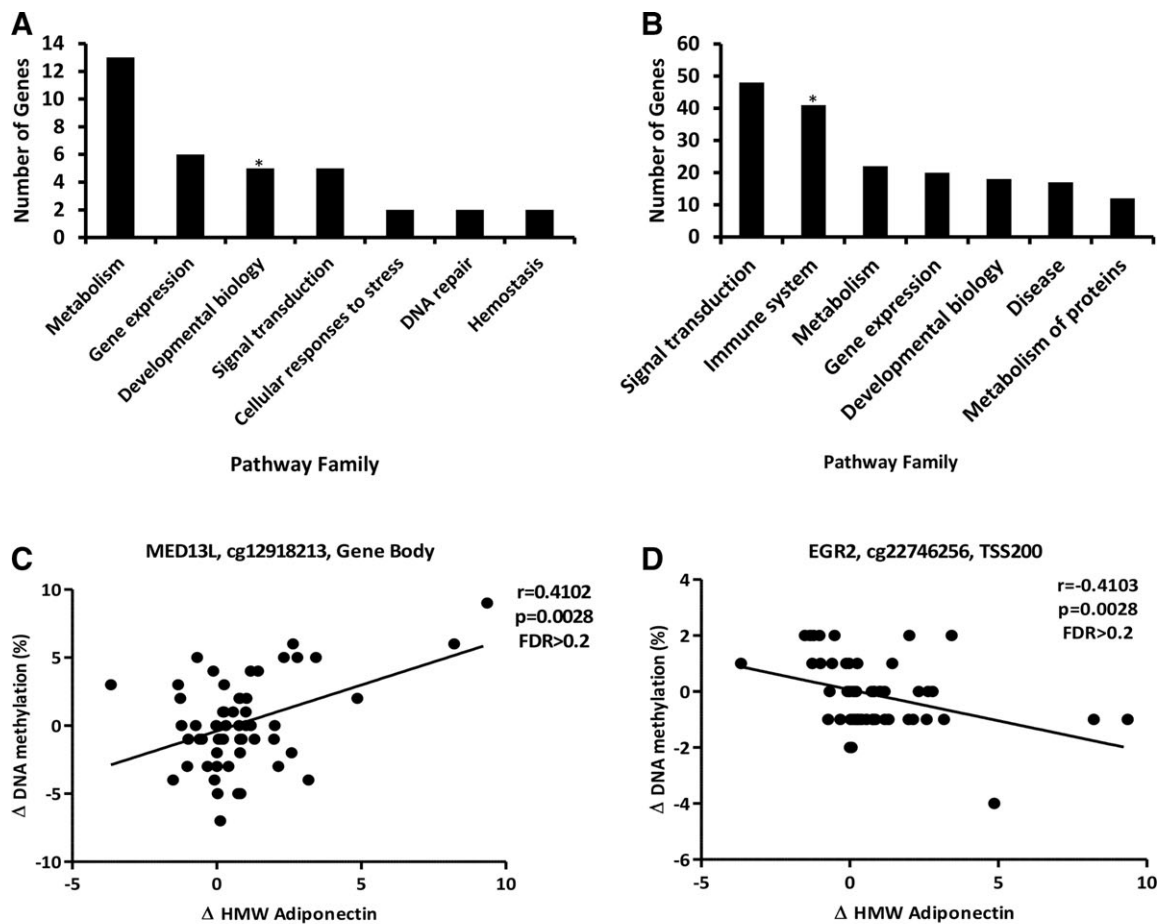 A
Number of Genes
14
12
10
8
6
4
2
0
Metabolism
Gene expression
Developmental biology
*
Signal transduction
Cellular responses to stress
DNA repair
Hemostasis
Pathway Family
B
Number of Genes
60
50
40
30
20
10
0
Signal transduction
Immune system
*
Metabolism
Gene expression
Developmental biology
Disease
Metabolism of proteins
Pathway Family
C
MED13L, cg12918213, Gene Body
r=0.4102
p=0.0028
FDR>0.2
Δ DNA methylation (%)
10
5
0
-5
-10
-5
0
5
10
Δ HMW Adiponectin
D
EGR2, cg22746256, TSS200
r=-0.4103
p=0.0028
FDR>0.2
Δ DNA methylation (%)
4
2
0
-2
-4
-6
-5
0
5
10
Δ HMW Adiponectin